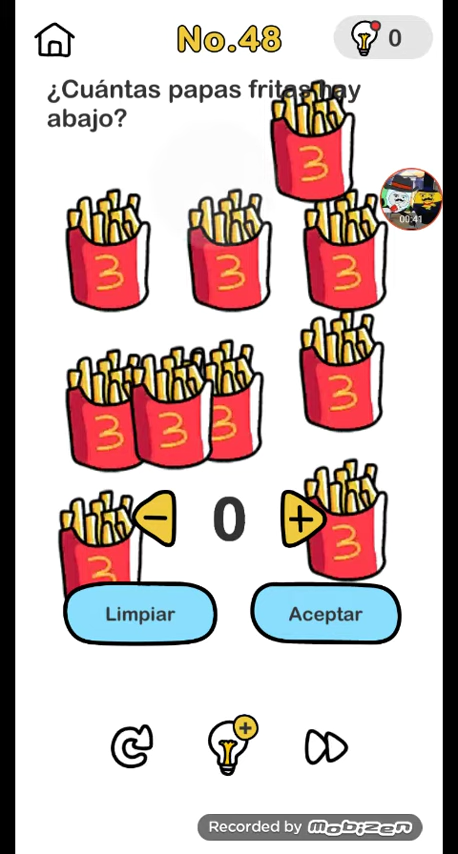 No.48
0
¿Cuántas papas fritas hay
abajo?
3
00:41
3 3 3
3
3 3 3
0
3
3
Limpiar Aceptar
Recorded by Mobizen